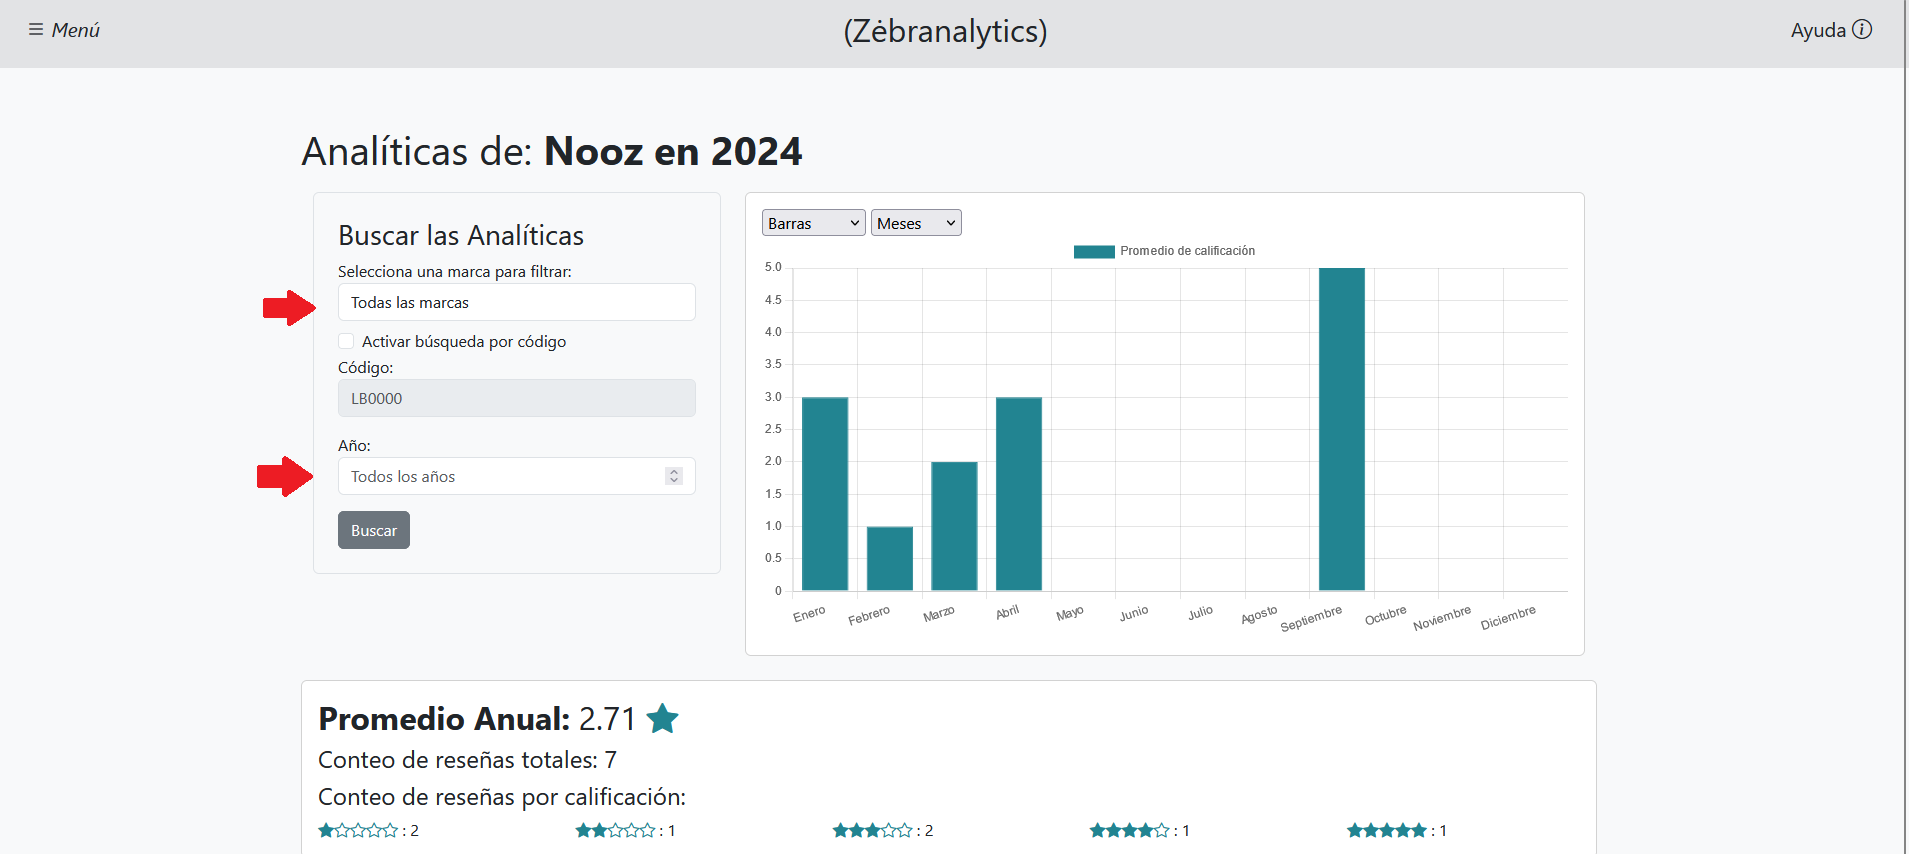 Menú
(Zėbranalytics)
Ayuda
Analíticas de: Nooz en 2024
Buscar las Analíticas
Selecciona una marca para filtrar:
Todas las marcas
Activar búsqueda por código
Código:
LB0000
Año:
Todos los años
Buscar
Barras
Meses
Promedio de calificación
5.0
4.5
4.0
3.5
3.0
2.5
2.0
1.5
1.0
0.5
0
Enero
Febrero
Marzo
Abril
Mayo
Junio
Julio
Agosto
Septiembre
Octubre
Noviembre
Diciembre
Promedio Anual: 2.71
Conteo de reseñas totales: 7
Conteo de reseñas por calificación:
: 2
: 1
: 2
: 1
: 1